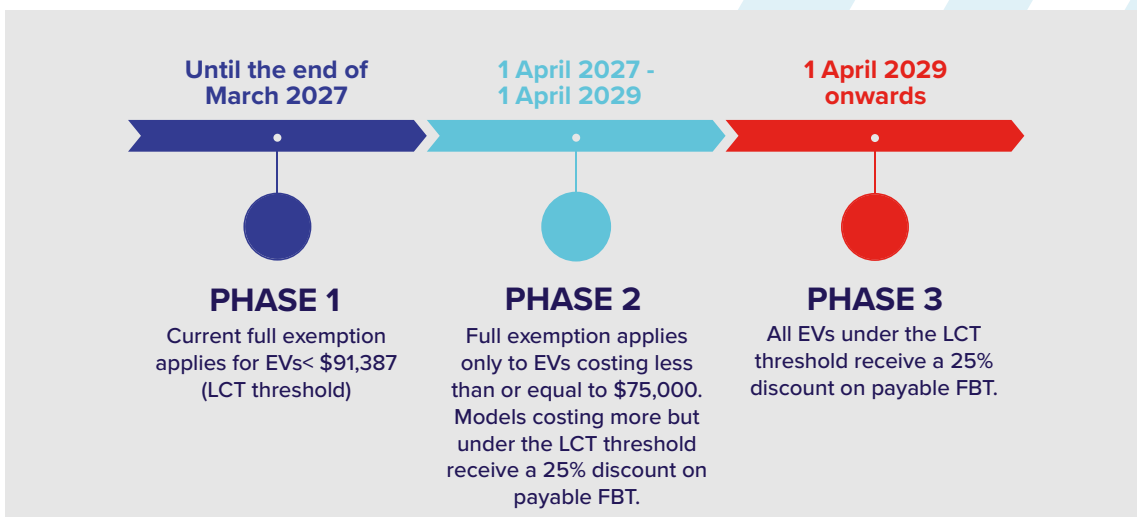 Until the end of
March 2027
1 April 2027 -
1 April 2029
1 April 2029
onwards
PHASE 1
Current full exemption
applies for EVs< $91,387
(LCT threshold)
PHASE 2
Full exemption applies
only to EVs costing less
than or equal to $75,000.
Models costing more but
under the LCT threshold
receive a 25% discount on
payable FBT.
PHASE 3
All EVs under the LCT
threshold receive a 25%
discount on payable FBT.